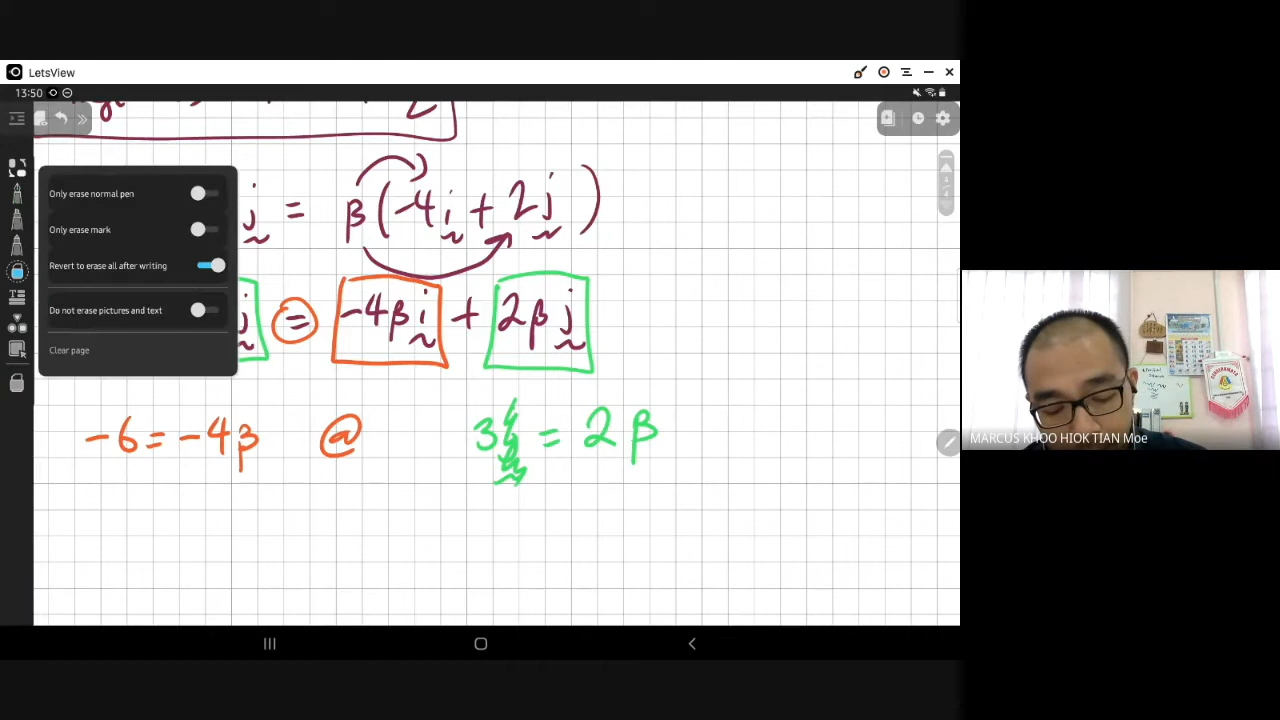 LetsView
13:50
2
j = β(-4i + 2j)
Only erase normal pen
Only erase mark
Revert to erase all after writing
Do not erase pictures and text
Clear page
j = -4βi + 2βj
-6 = -4β @ 3 = 2β
MARCUS KHOO HIOK TIAN Moe